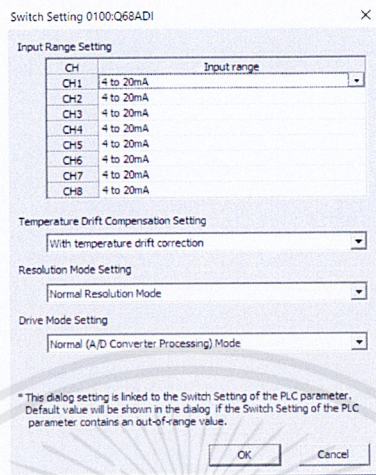 Switch Setting 0100:Q68ADI
Input Range Setting
CH Input range
CH1 4 to 20mA
CH2 4 to 20mA
CH3 4 to 20mA
CH4 4 to 20mA
CH5 4 to 20mA
CH6 4 to 20mA
CH7 4 to 20mA
CH8 4 to 20mA
Temperature Drift Compensation Setting
With temperature drift correction
Resolution Mode Setting
Normal Resolution Mode
Drive Mode Setting
Normal (A/D Converter Processing) Mode
* This dialog setting is linked to the Switch Setting of the PLC parameter.
Default value will be shown in the dialog if the Switch Setting of the PLC
parameter contains an out-of-range value.
OK Cancel